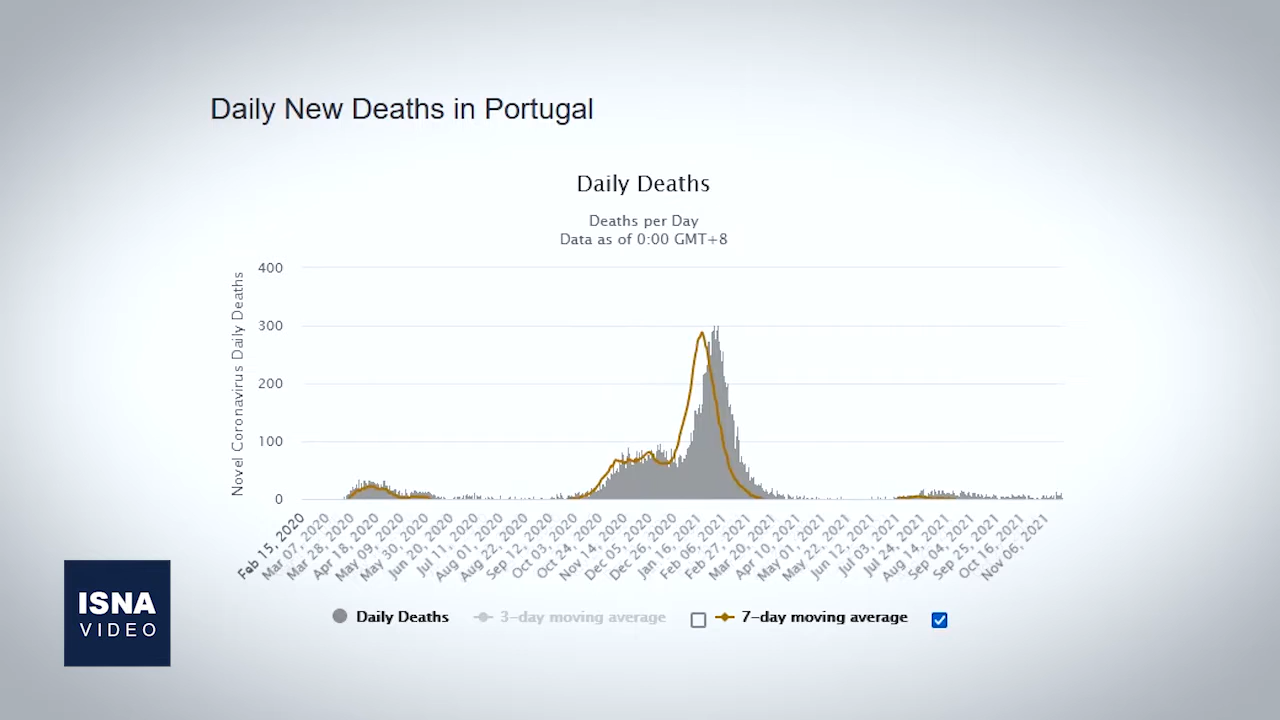 Daily New Deaths in Portugal
Daily Deaths
Deaths per Day
Data as of 0:00 GMT+8
Novel Coronavirus Daily Deaths
400
300
200
100
0
Feb 15, 2020
Mar 07, 2020
Mar 28, 2020
Apr 18, 2020
May 09, 2020
May 30, 2020
Jun 20, 2020
Jul 11, 2020
Aug 01, 2020
Aug 22, 2020
Sep 12, 2020
Oct 03, 2020
Oct 24, 2020
Nov 14, 2020
Dec 05, 2020
Dec 26, 2020
Jan 16, 2021
Feb 06, 2021
Feb 27, 2021
Mar 20, 2021
Apr 10, 2021
May 01, 2021
May 22, 2021
Jun 12, 2021
Jul 03, 2021
Jul 24, 2021
Aug 14, 2021
Sep 04, 2021
Sep 25, 2021
Oct 16, 2021
Nov 06, 2021
Daily Deaths 3-day moving average 7-day moving average
ISNA
VIDEO